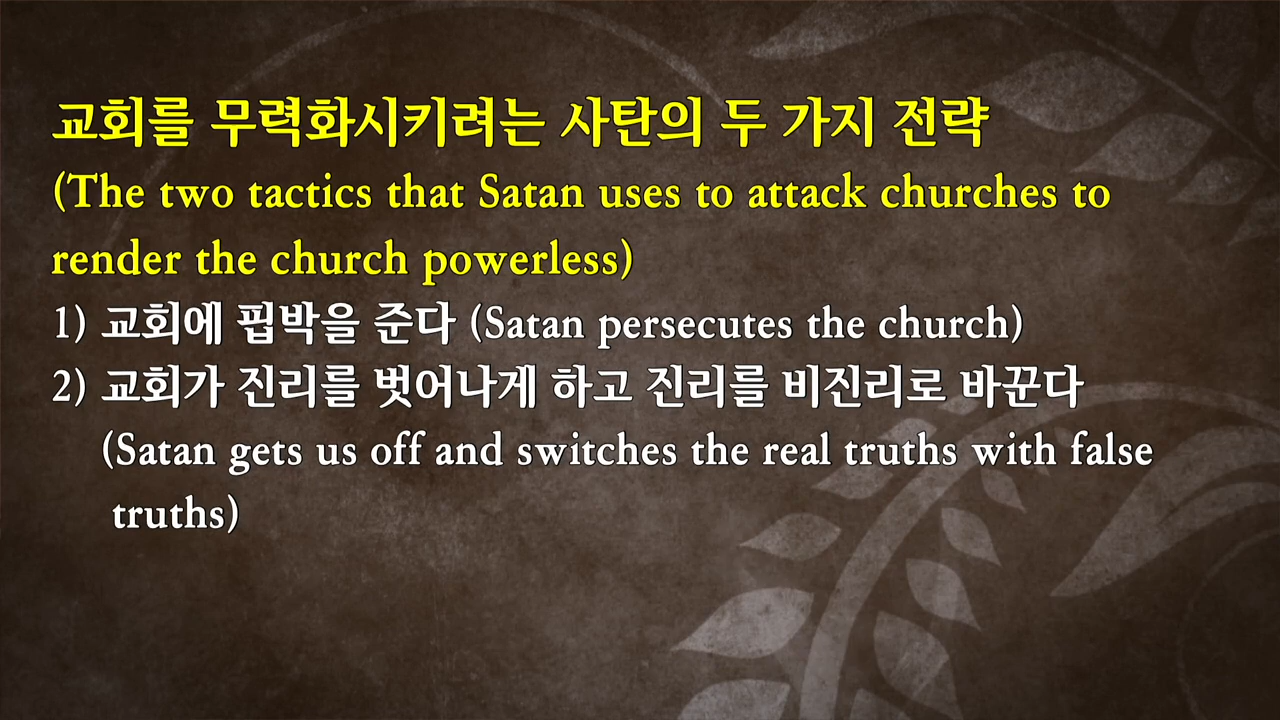 교회를 무력화시키려는 사탄의 두 가지 전략
(The two tactics that Satan uses to attack churches to
render the church powerless)
1) 교회에 핍박을 준다 (Satan persecutes the church)
2) 교회가 진리를 벗어나게 하고 진리를 비진리로 바꾼다
(Satan gets us off and switches the real truths with false
truths)